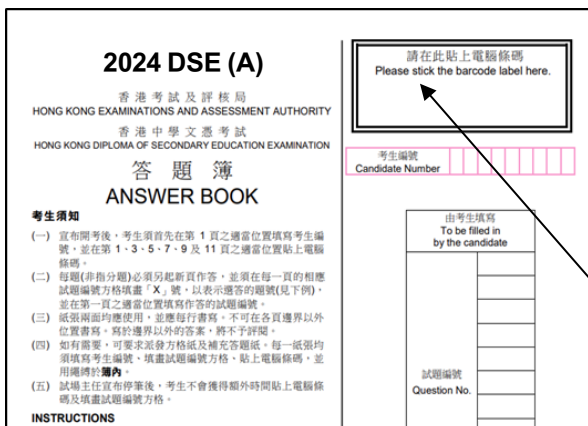 2024 DSE (A)
香港考試及評核局
HONG KONG EXAMINATIONS AND ASSESSMENT AUTHORITY
香港中學文憑考試
HONG KONG DIPLOMA OF SECONDARY EDUCATION EXAMINATION
答題簿
ANSWER BOOK
考生須知
(一) 宣布開考後，考生須首先在第 1 頁之適當位置填寫考生編
號，並在第 1、3、5、7、9 及 11 頁之適當位置貼上電腦
條碼。
(二) 每題(非指分題)必須另起新頁作答，並須在每一頁的相應
試題編號方格填畫「X」號，以表示選答的題號(見下例)，
並在第一頁之適當位置填寫作答的試題編號。
(三) 紙張兩面均應使用，並應每行書寫。不可在各頁邊界以外
位置書寫。寫於邊界以外的答案，將不予評閱。
(四) 如有需要，可要求派發方格紙及補充答題紙。每一紙張均
須填寫考生編號、填畫試題編號方格、貼上電腦條碼，並
用繩縛於簿內。
(五) 試場主任宣布停筆後，考生不會獲得額外時間貼上電腦條
碼及填畫試題編號方格。
INSTRUCTIONS
請在此貼上電腦條碼
Please stick the barcode label here.
考生編號
Candidate Number
由考生填寫
To be filled in
by the candidate
試題編號
Question No.